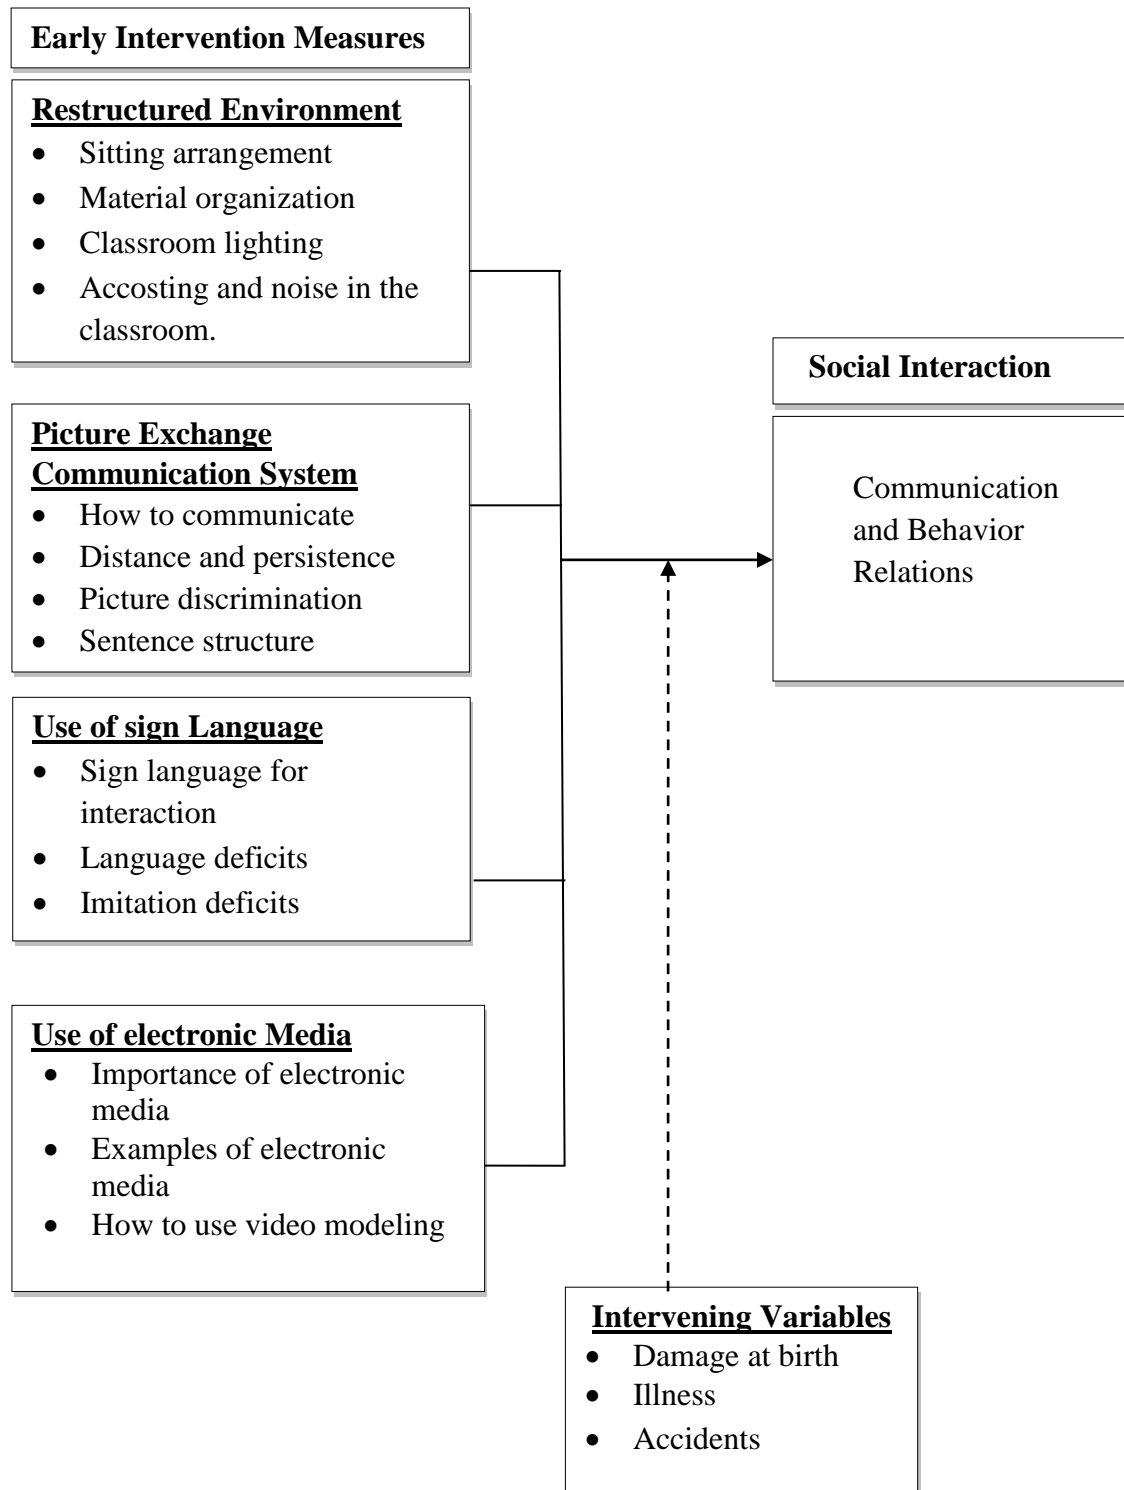 Early Intervention Measures
Restructured Environment
• Sitting arrangement
• Material organization
• Classroom lighting
• Accosting and noise in the
classroom.
Picture Exchange
Communication System
• How to communicate
• Distance and persistence
• Picture discrimination
• Sentence structure
Use of sign Language
• Sign language for
interaction
• Language deficits
• Imitation deficits
Use of electronic Media
• Importance of electronic
media
• Examples of electronic
media
• How to use video modeling
Social Interaction
Communication
and Behavior
Relations
Intervening Variables
• Damage at birth
• Illness
• Accidents